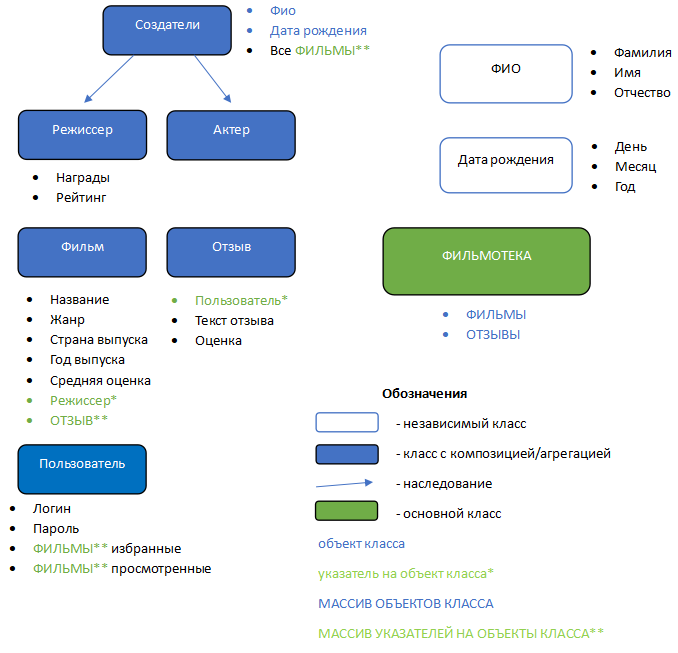 Создатели
Фио
Дата рождения
Все ФИЛЬМЫ**
Режиссер
Актер
Награды
Рейтинг
ФИО
Фамилия
Имя
Отчество
Дата рождения
День
Месяц
Год
Фильм
Название
Жанр
Страна выпуска
Год выпуска
Средняя оценка
Режиссер*
ОТЗЫВ**
Отзыв
Пользователь*
Текст отзыва
Оценка
ФИЛЬМОТЕКА
ФИЛЬМЫ
ОТЗЫВЫ
Пользователь
Логин
Пароль
ФИЛЬМЫ** избранные
ФИЛЬМЫ** просмотренные
Обозначения
- независимый класс
- класс с композицией/агрегацией
- наследование
- основной класс
объект класса
указатель на объект класса*
МАССИВ ОБЪЕКТОВ КЛАССА
МАССИВ УКАЗАТЕЛЕЙ НА ОБЪЕКТЫ КЛАССА**